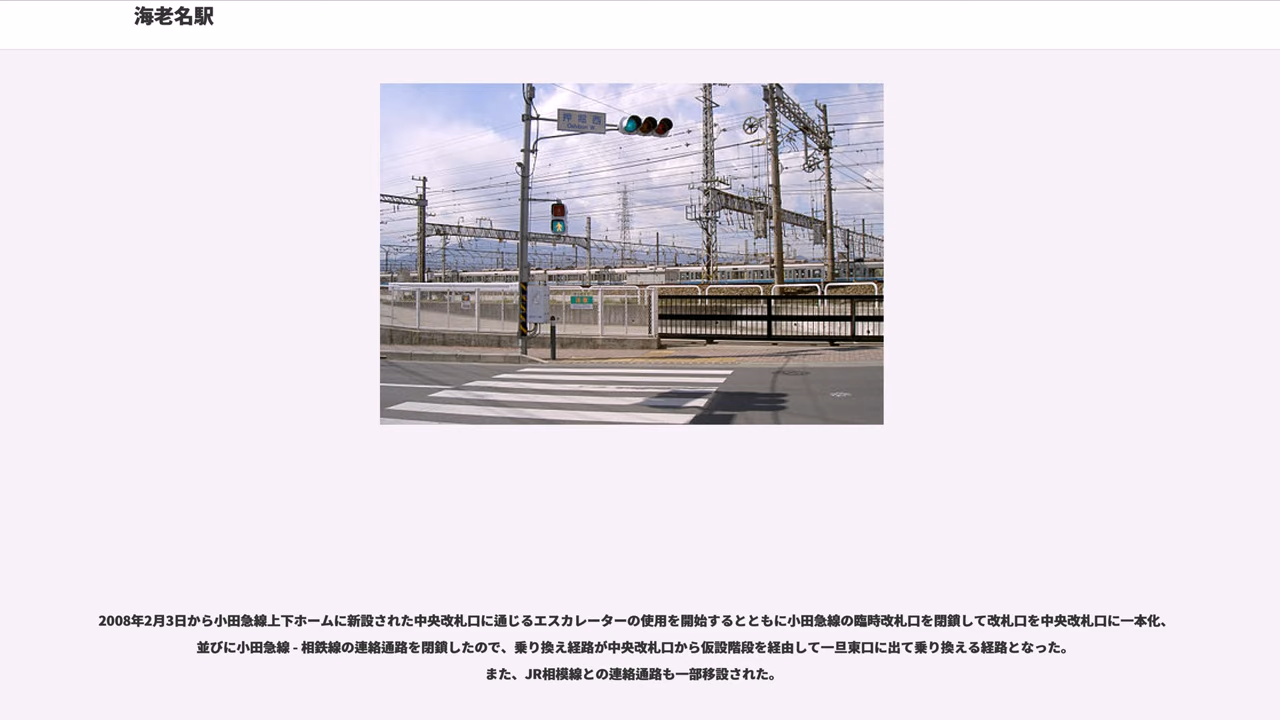 海老名駅
押堀西
2008年2月3日から小田急線上下ホームに新設された中央改札口に通じるエスカレーターの使用を開始するとともに小田急線の臨時改札口を閉鎖して改札口を中央改札口に一本化、
並びに小田急線 - 相鉄線の連絡通路を閉鎖したので、乗り換え経路が中央改札口から仮設階段を経由して一旦東口に出て乗り換える経路となった。
また、JR相模線との連絡通路も一部移設された。